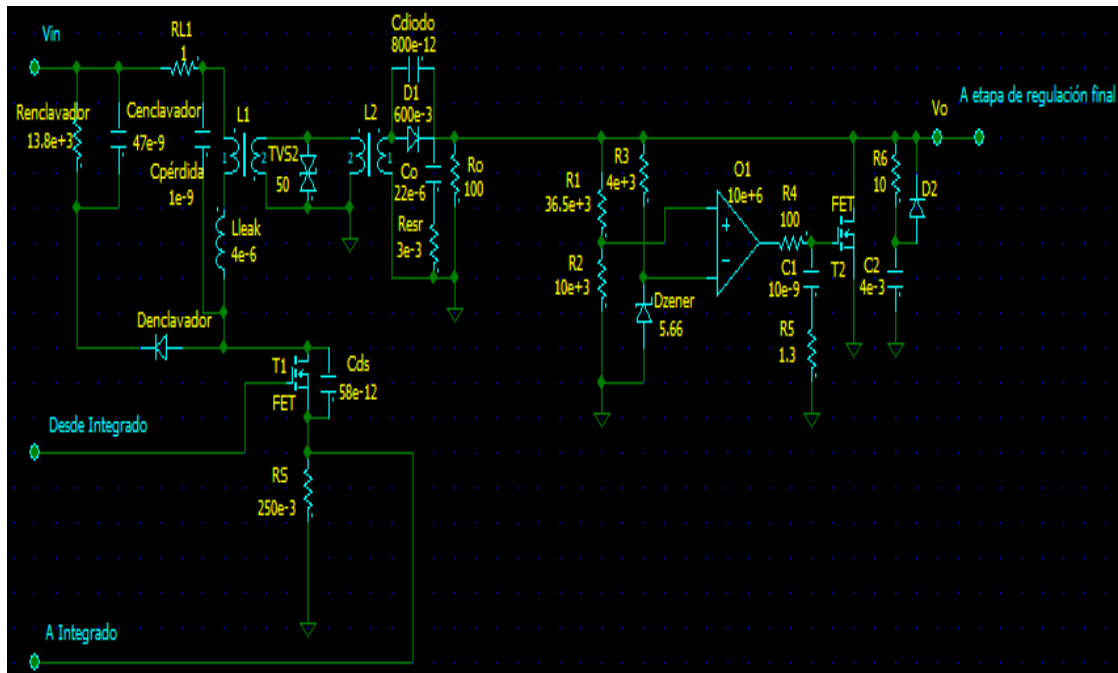 Vin
RL1
1
Renclavador
13.8e+3
Cenclavador
47e-9
Cpérdida
1e-9
L1
1
2
Lleak
4e-6
TVS2
50
L2
2
1
Cdiodo
800e-12
D1
600e-3
Co
22e-6
Resr
3e-3
Ro
100
R1
36.5e+3
R2
10e+3
R3
4e+3
Dzener
5.66
O1
10e+6
+
−
R4
100
C1
10e-9
R5
1.3
FET
T2
R6
10
D2
C2
4e-3
Vo
A etapa de regulación final
Denclavador
T1
FET
Cds
58e-12
Desde Integrado
RS
250e-3
A Integrado